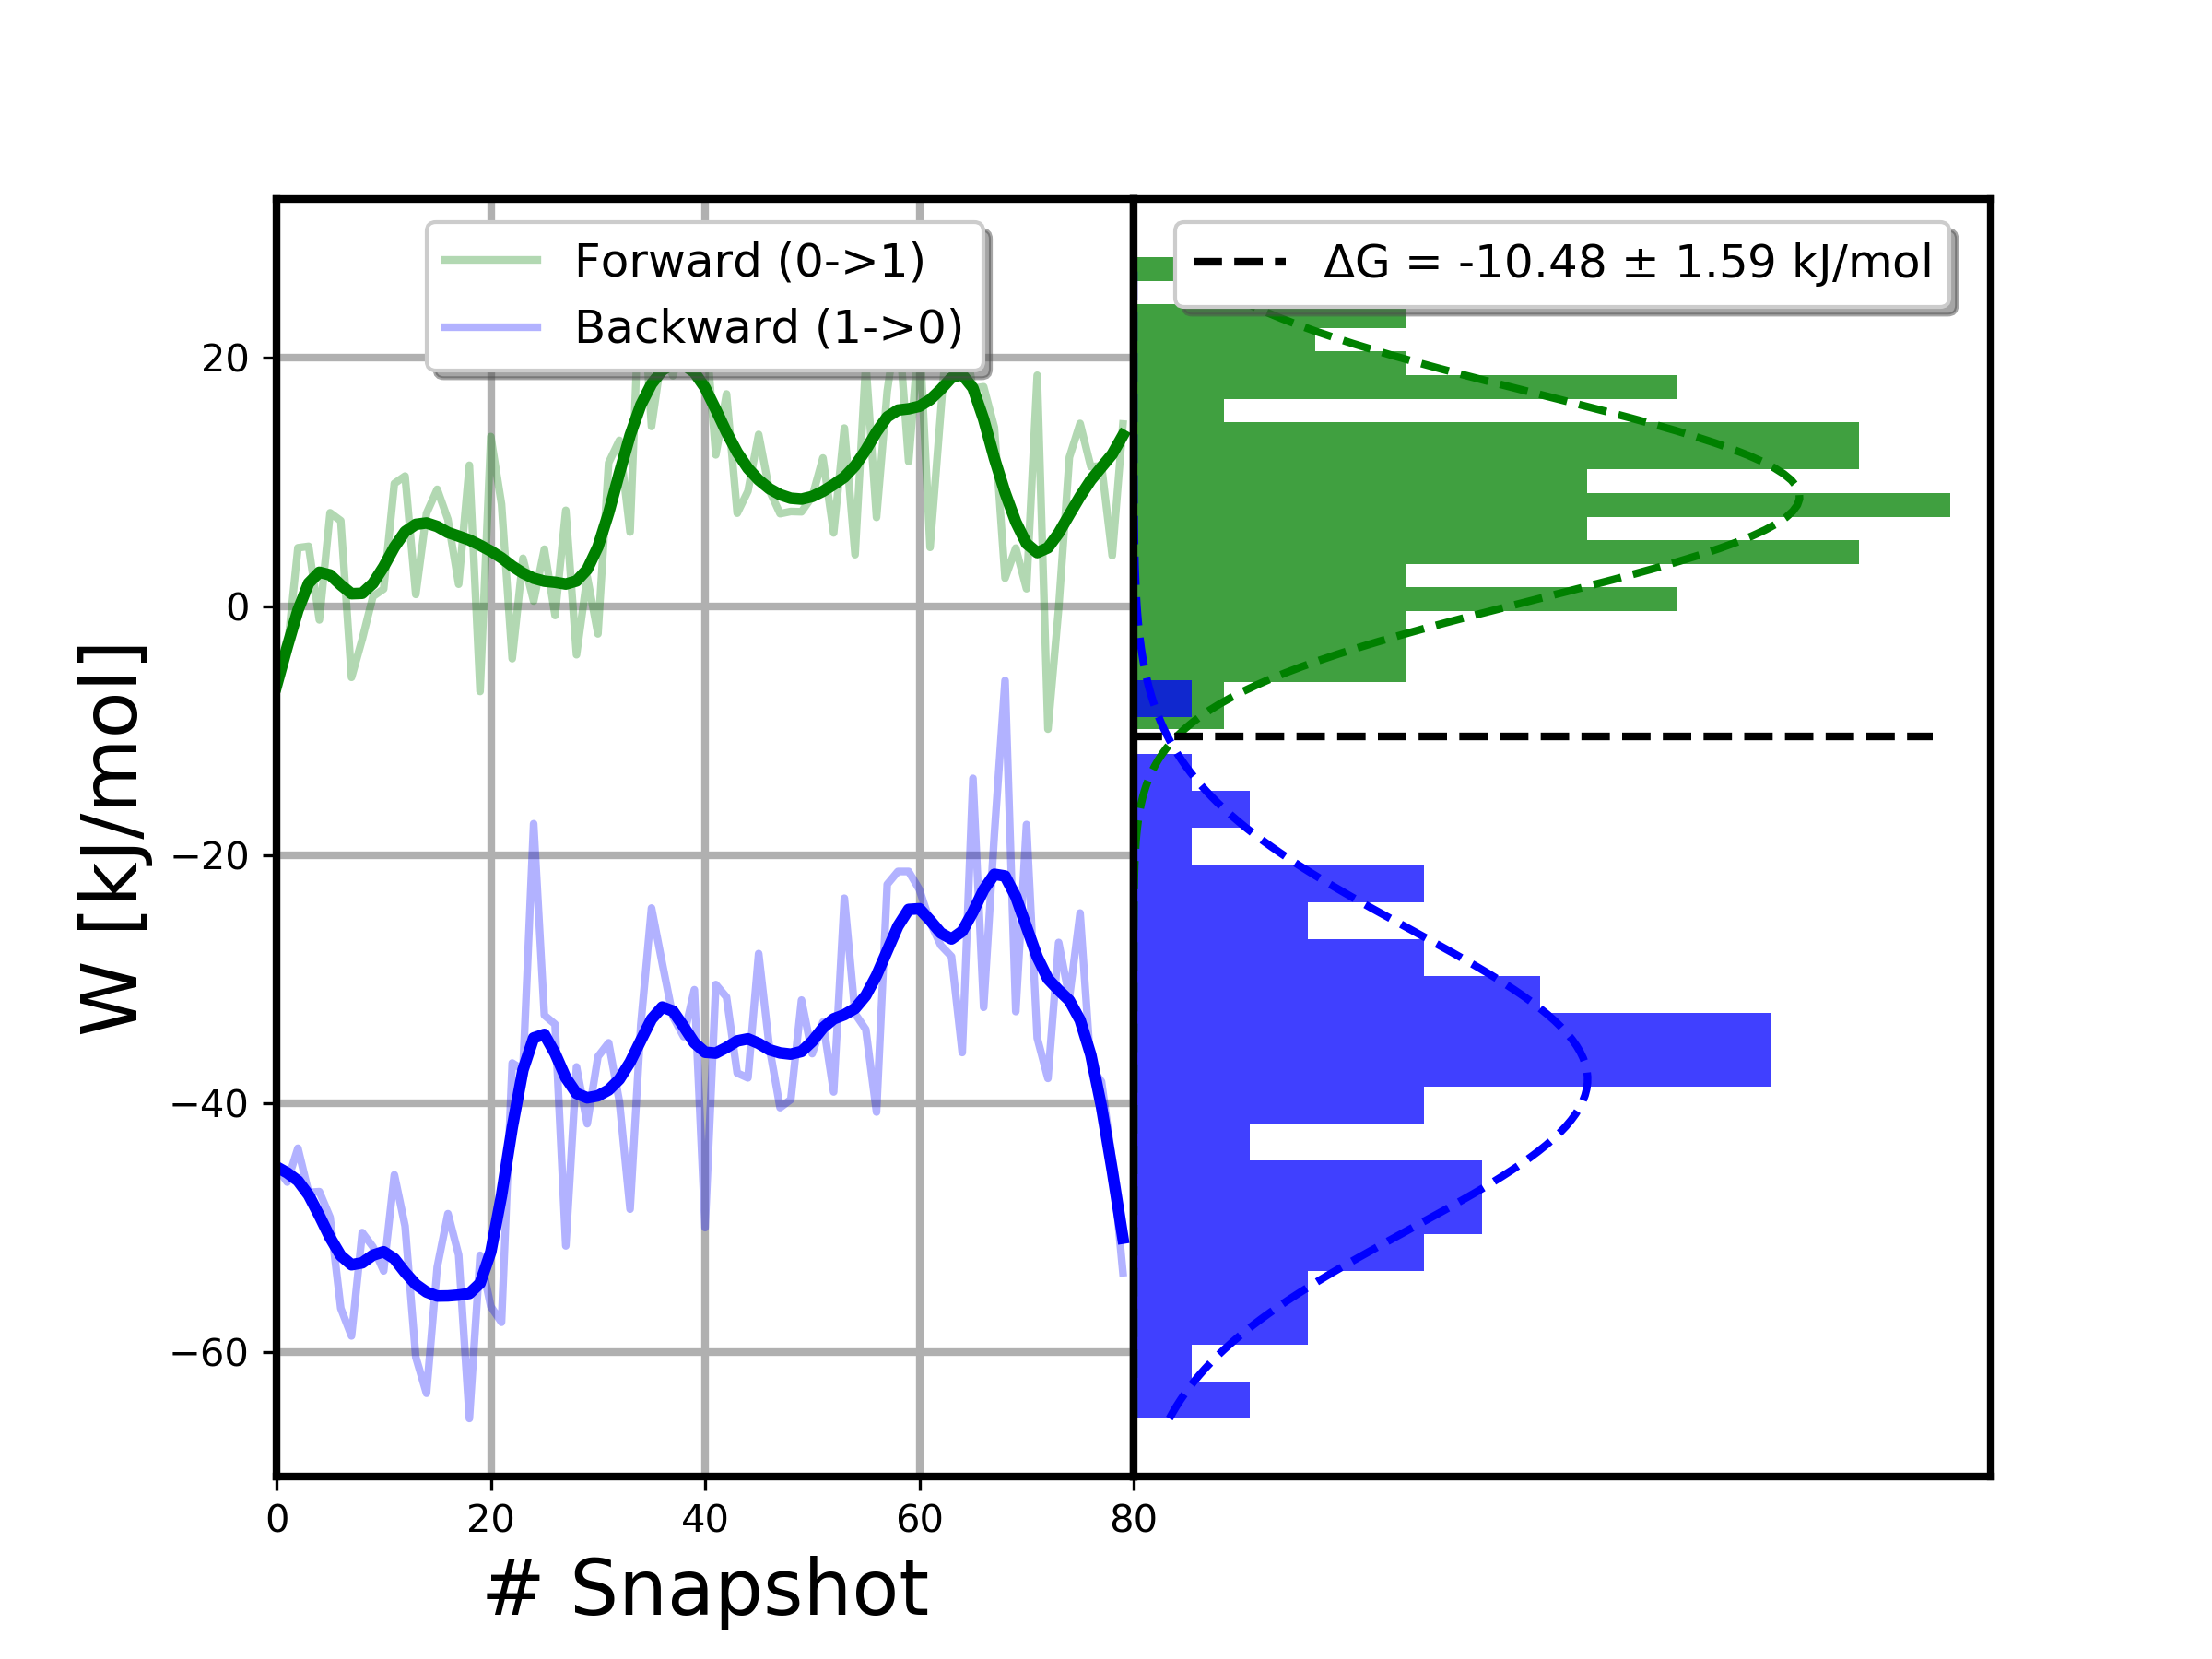 Forward (0->1)
Backward (1->0)
ΔG = -10.48 ± 1.59 kJ/mol
W [kJ/mol]
20
0
−20
−40
−60
0 20 40 60 80
# Snapshot